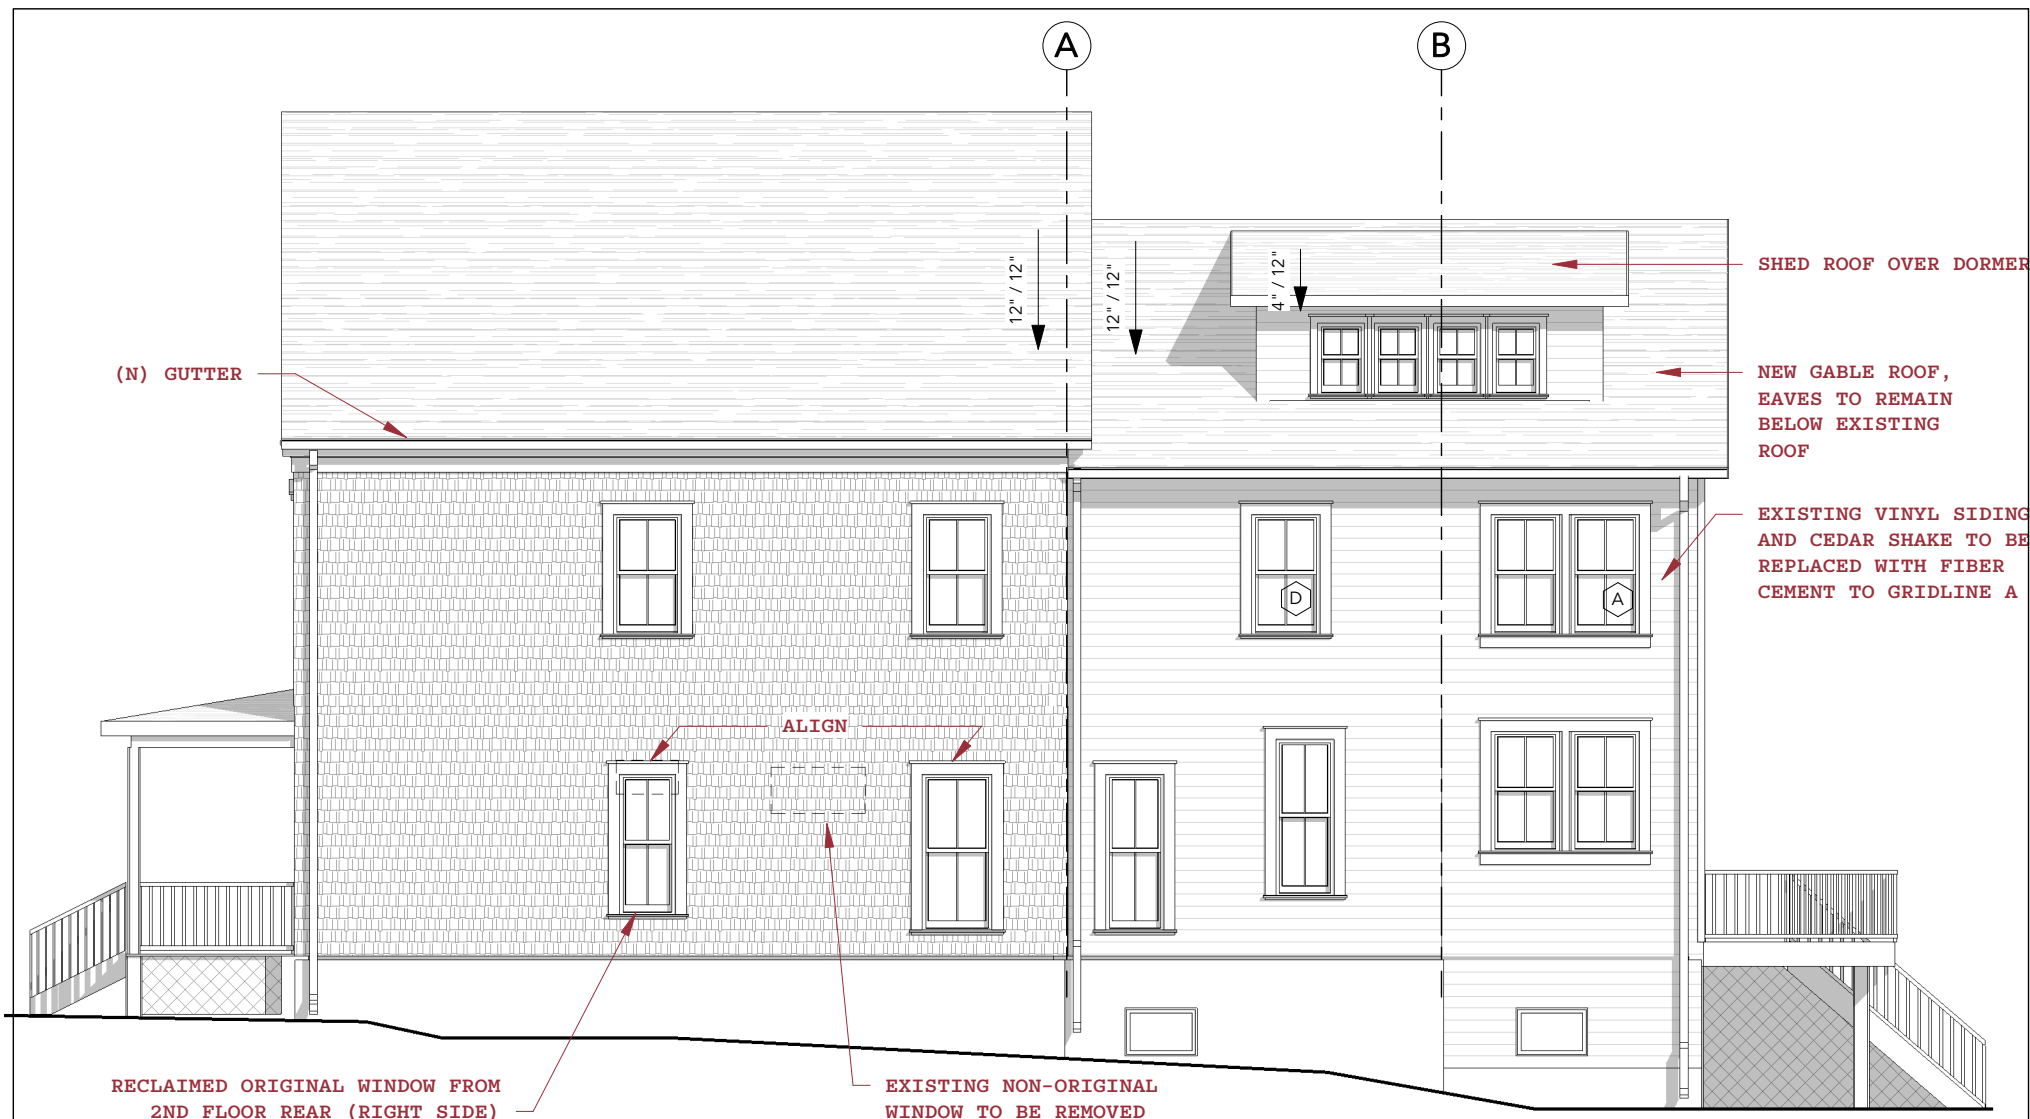 A
B
12" / 12"
12" / 12"
4" / 12"
SHED ROOF OVER DORMER
(N) GUTTER
NEW GABLE ROOF,
EAVES TO REMAIN
BELOW EXISTING
ROOF
EXISTING VINYL SIDING
AND CEDAR SHAKE TO BE
REPLACED WITH FIBER
CEMENT TO GRIDLINE A
D
A
ALIGN
RECLAIMED ORIGINAL WINDOW FROM
2ND FLOOR REAR (RIGHT SIDE)
EXISTING NON-ORIGINAL
WINDOW TO BE REMOVED